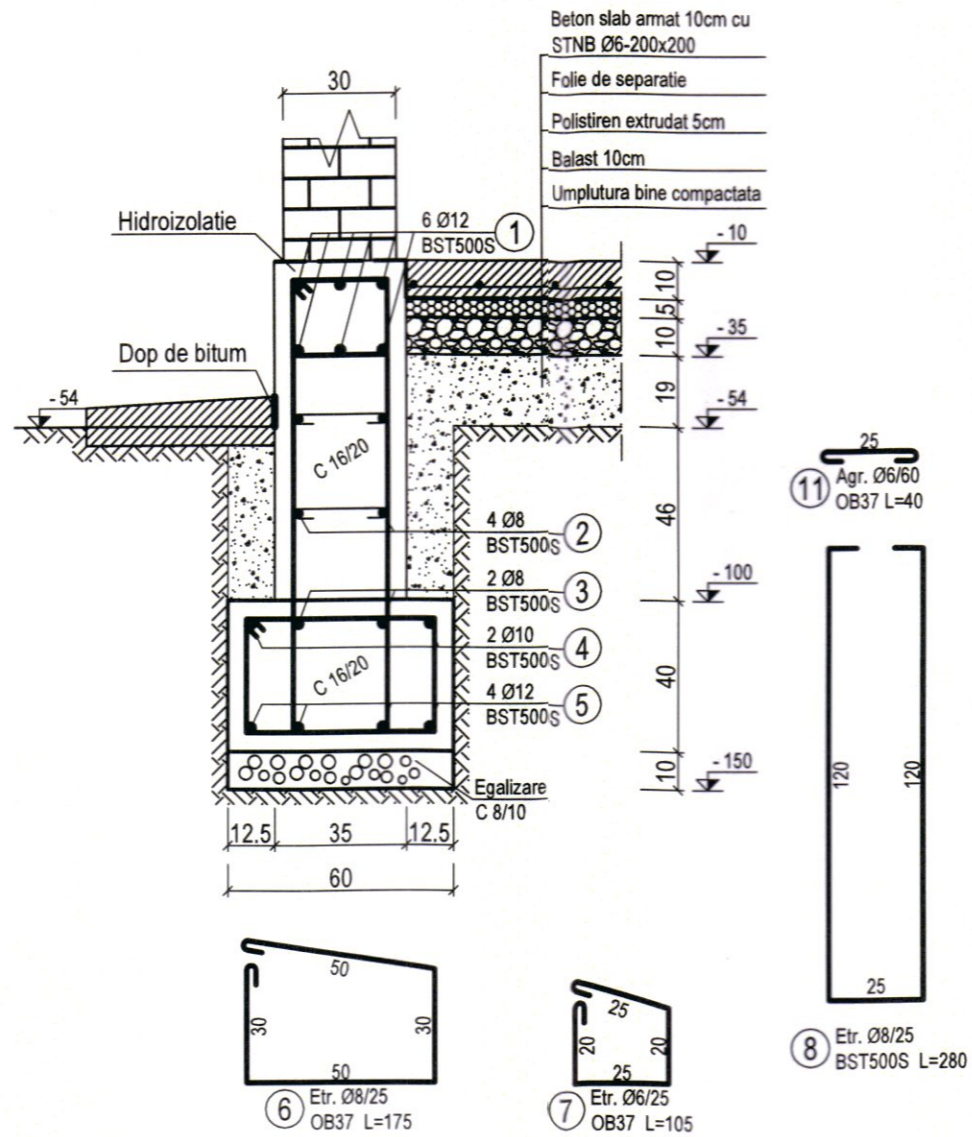 Beton slab armat 10cm cu
STNB Ø6-200x200
Folie de separatie
Polistiren extrudat 5cm
Balast 10cm
Umplutura bine compactata
30
Hidroizolatie
6 Ø12
BST500S
1
- 10
10
5
10
- 35
Dop de bitum
19
- 54
- 54
C 16/20
46
25
11
Agr. Ø6/60
OB37 L=40
4 Ø8
BST500S
2
2 Ø8
BST500S
3
- 100
2 Ø10
BST500S
4
C 16/20
4 Ø12
BST500S
5
40
10
- 150
Egalizare
C 8/10
12.5
35
12.5
60
120
120
25
8
Etr. Ø8/25
BST500S L=280
50
30
30
50
6
Etr. Ø8/25
OB37 L=175
25
20
20
25
7
Etr. Ø6/25
OB37 L=105